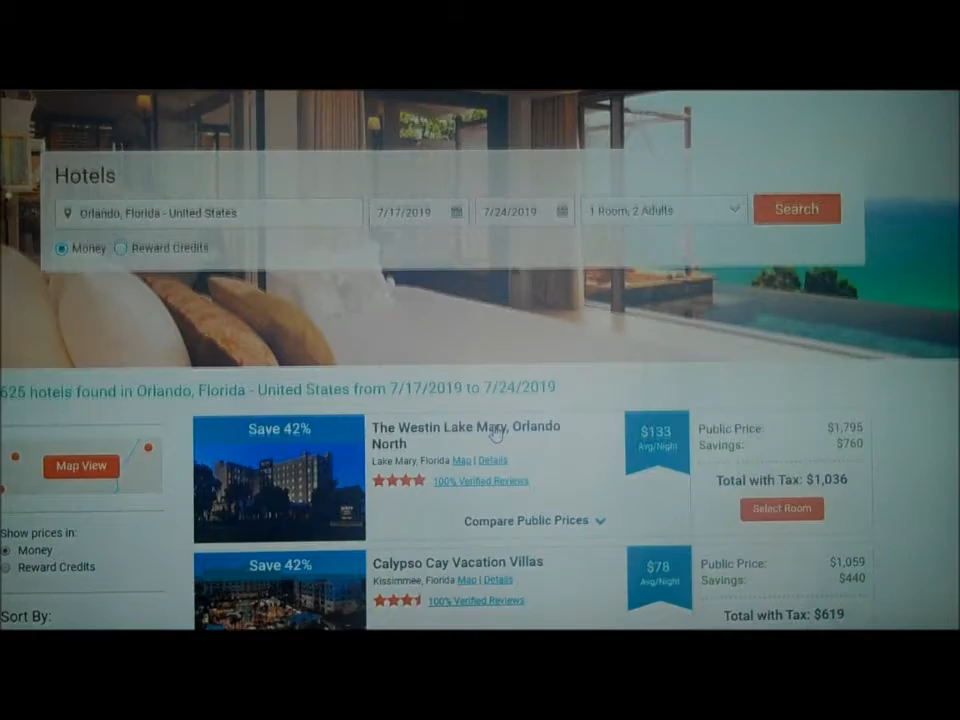 Hotels
Orlando, Florida - United States
7/17/2019
7/24/2019
1 Room, 2 Adults
Search
Money
Reward Credits
625 hotels found in Orlando, Florida - United States from 7/17/2019 to 7/24/2019
Map View
Show prices in:
Money
Reward Credits
Sort By:
Save 42%
The Westin Lake Mary, Orlando
North
Lake Mary, Florida Map | Details
100% Verified Reviews
Compare Public Prices
$133
Avg/Night
Public Price: $1,795
Savings: $760
Total with Tax: $1,036
Select Room
Save 42%
Calypso Cay Vacation Villas
Kissimmee, Florida Map | Details
100% Verified Reviews
$78
Avg/Night
Public Price: $1,059
Savings: $440
Total with Tax: $619